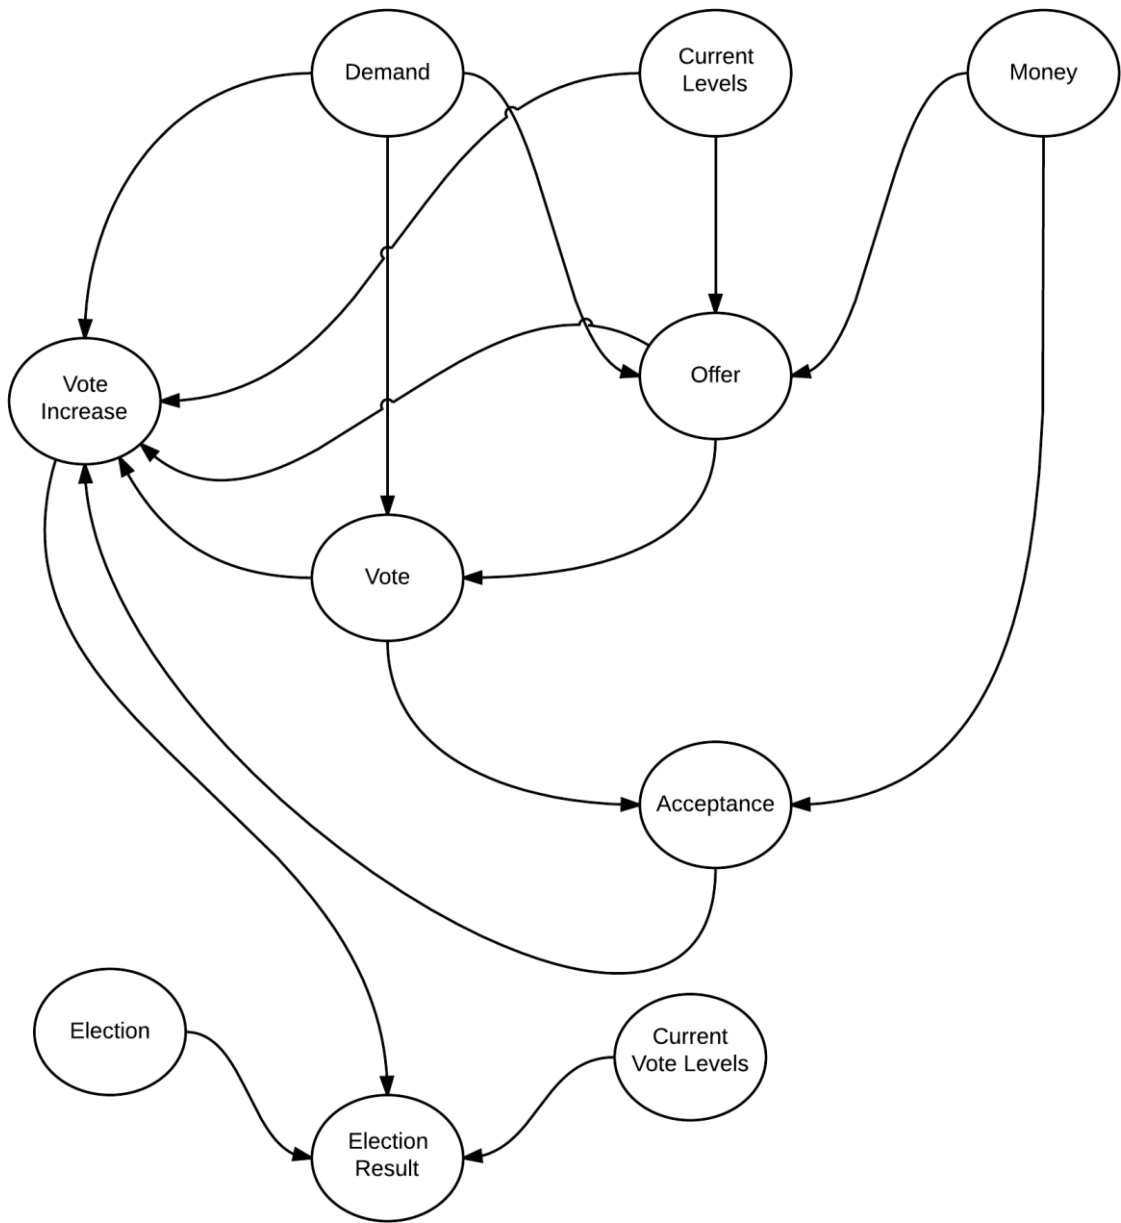 Demand
Current
Levels
Money
Vote
Increase
Offer
Vote
Acceptance
Election
Current
Vote Levels
Election
Result